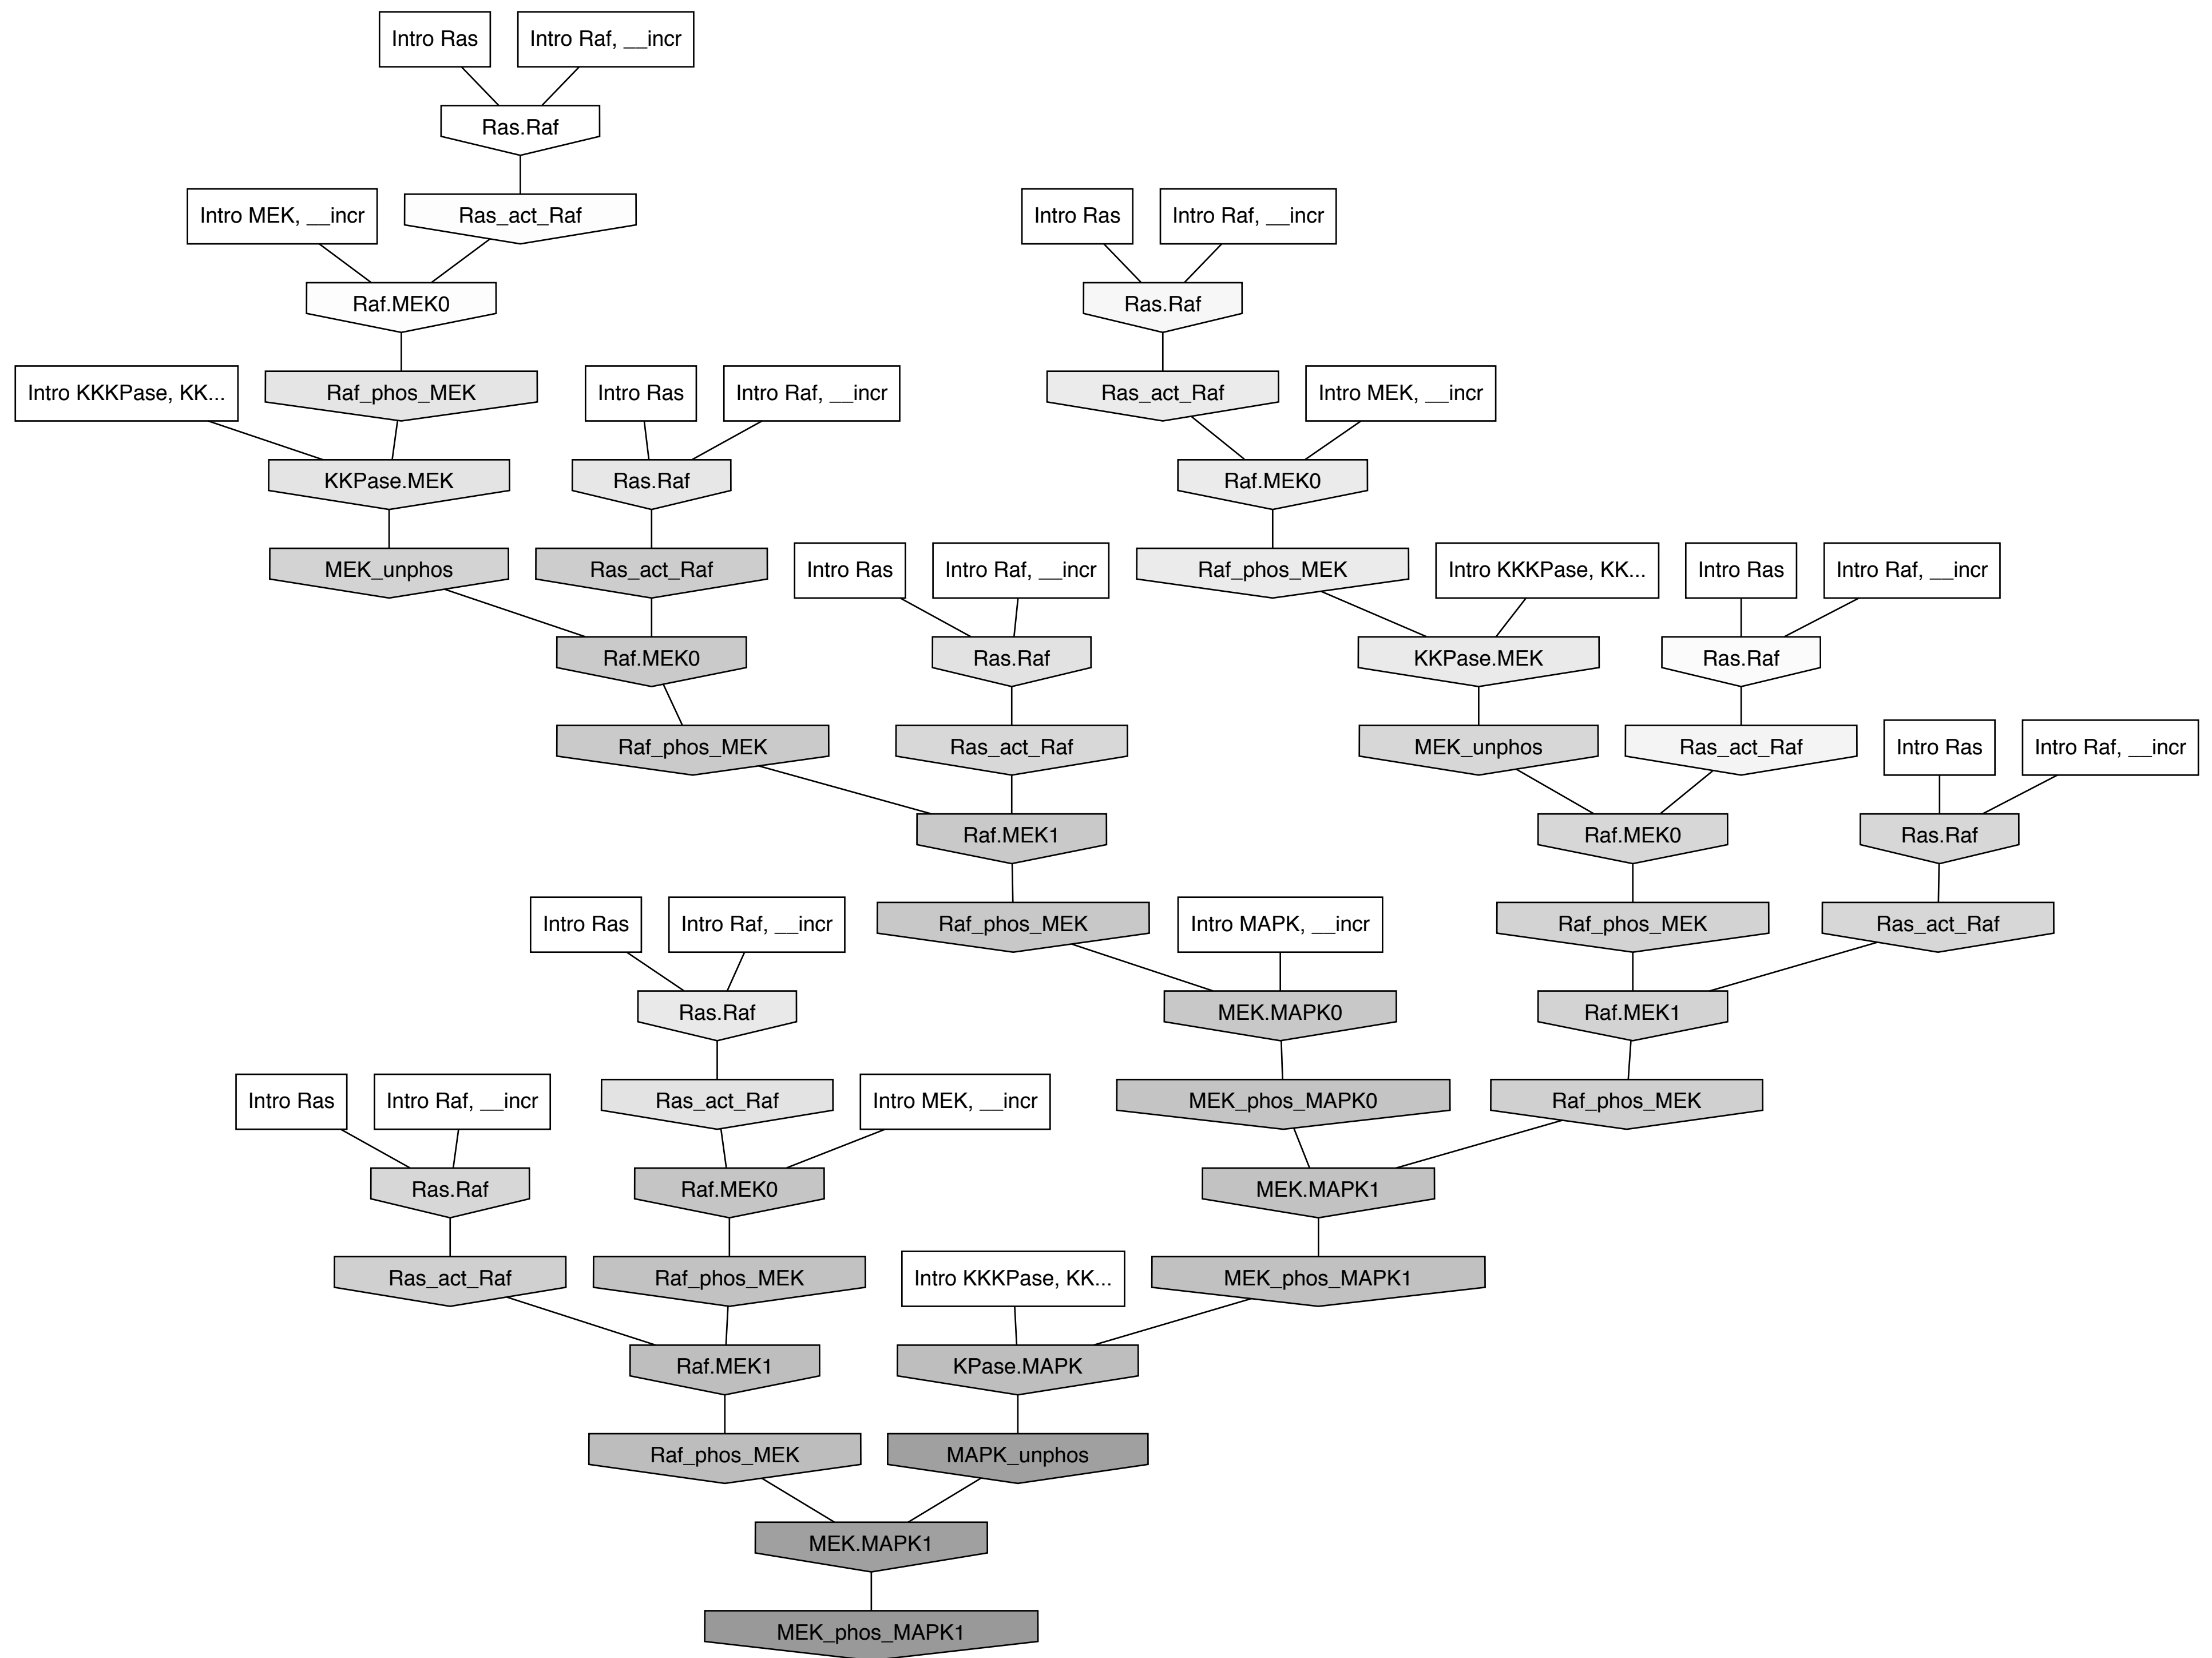 Intro Ras
Intro Raf, __incr
Ras.Raf
Intro MEK, __incr
Ras_act_Raf
Intro Ras
Intro Raf, __incr
Raf.MEK0
Ras.Raf
Intro KKKPase, KK...
Raf_phos_MEK
Intro Ras
Intro Raf, __incr
Ras_act_Raf
Intro MEK, __incr
KKPase.MEK
Ras.Raf
Raf.MEK0
MEK_unphos
Ras_act_Raf
Intro Ras
Intro Raf, __incr
Raf_phos_MEK
Intro KKKPase, KK...
Intro Ras
Intro Raf, __incr
Raf.MEK0
Ras.Raf
KKPase.MEK
Ras.Raf
Raf_phos_MEK
Ras_act_Raf
MEK_unphos
Ras_act_Raf
Intro Ras
Intro Raf, __incr
Raf.MEK1
Raf.MEK0
Ras.Raf
Intro Ras
Intro Raf, __incr
Raf_phos_MEK
Intro MAPK, __incr
Raf_phos_MEK
Ras_act_Raf
Ras.Raf
MEK.MAPK0
Raf.MEK1
Intro Ras
Intro Raf, __incr
Ras_act_Raf
Intro MEK, __incr
MEK_phos_MAPK0
Raf_phos_MEK
Ras.Raf
Raf.MEK0
MEK.MAPK1
Ras_act_Raf
Raf_phos_MEK
Intro KKKPase, KK...
MEK_phos_MAPK1
Raf.MEK1
KPase.MAPK
Raf_phos_MEK
MAPK_unphos
MEK.MAPK1
MEK_phos_MAPK1